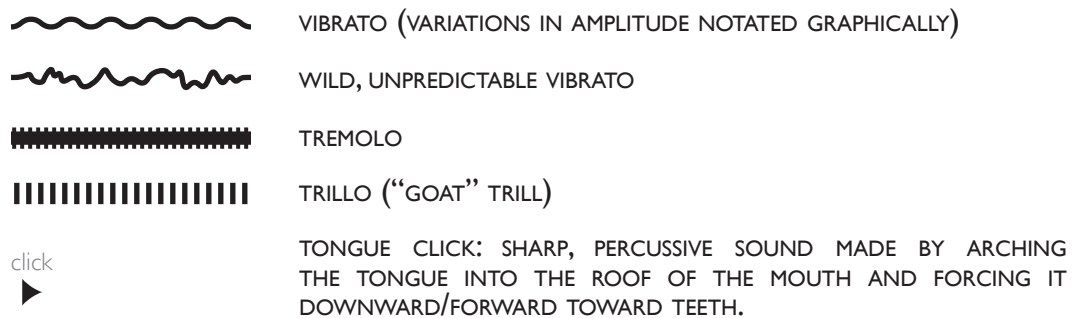 VIBRATO (VARIATIONS IN AMPLITUDE NOTATED GRAPHICALLY)
WILD, UNPREDICTABLE VIBRATO
TREMOLO
TRILLO (“GOAT” TRILL)
click
TONGUE CLICK: SHARP, PERCUSSIVE SOUND MADE BY ARCHING
THE TONGUE INTO THE ROOF OF THE MOUTH AND FORCING IT
DOWNWARD/FORWARD TOWARD TEETH.